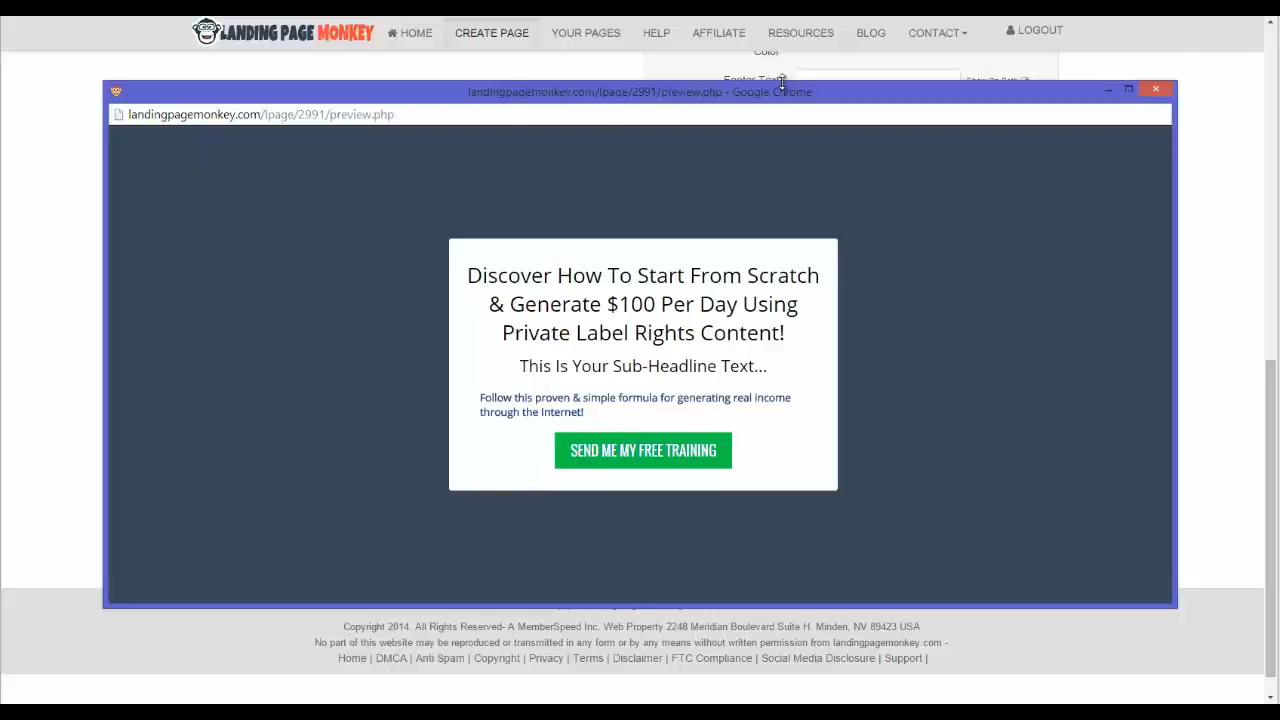 LANDING PAGE MONKEY HOME CREATE PAGE YOUR PAGES HELP AFFILIATE RESOURCES BLOG CONTACT LOGOUT
Color
Footer Text
landingpagemonkey.com/lpage/2991/preview.php - Google Chrome
landingpagemonkey.com/lpage/2991/preview.php
Discover How To Start From Scratch
& Generate $100 Per Day Using
Private Label Rights Content!
This Is Your Sub-Headline Text...
Follow this proven & simple formula for generating real income
through the Internet!
SEND ME MY FREE TRAINING
Copyright 2014. All Rights Reserved- A MemberSpeed Inc. Web Property 2248 Meridian Boulevard Suite H. Minden, NV 89423 USA
No part of this website may be reproduced or transmitted in any form or by any means without written permission from landingpagemonkey.com -
Home | DMCA | Anti Spam | Copyright | Privacy | Terms | Disclaimer | FTC Compliance | Social Media Disclosure | Support |